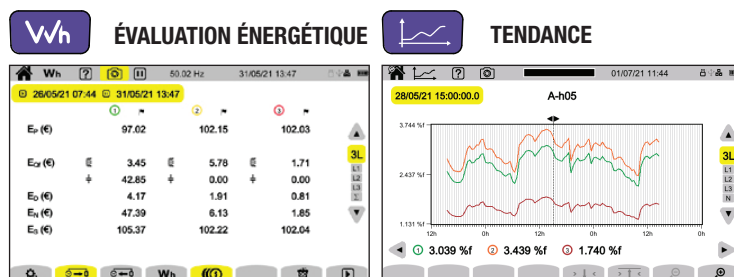 Wh ÉVALUATION ÉNERGÉTIQUE
Wh ? 50.02 Hz 31/05/21 13:47
26/05/21 07:44 31/05/21 13:47
1 2 3
EP (€) 97.02 102.15 102.03
EQf (€) 3.45 5.78 1.71
42.85 0.00 0.00
ED (€) 4.17 1.91 0.81
EN (€) 47.39 6.13 1.85
ES (€) 105.37 102.22 102.04
3L
L1
L2
L3
Σ
Wh
TENDANCE
? 01/07/21 11:44
28/05/21 15:00:00.0 A-h05
3.744 %f
2.437 %f
1.131 %f
12h 0h 12h 0h 12h 0h
1 3.039 %f 2 3.439 %f 3 1.740 %f
3L
L1
L2
L3
N